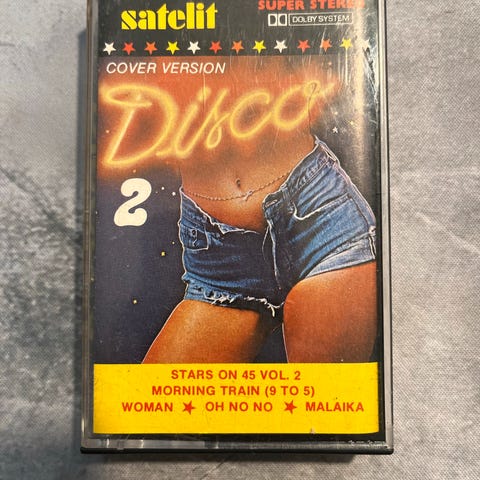 satelit
SUPER STEREO
DOLBY SYSTEM
COVER VERSION
Disco
2
STARS ON 45 VOL. 2
MORNING TRAIN (9 TO 5)
WOMAN ★ OH NO NO ★ MALAIKA